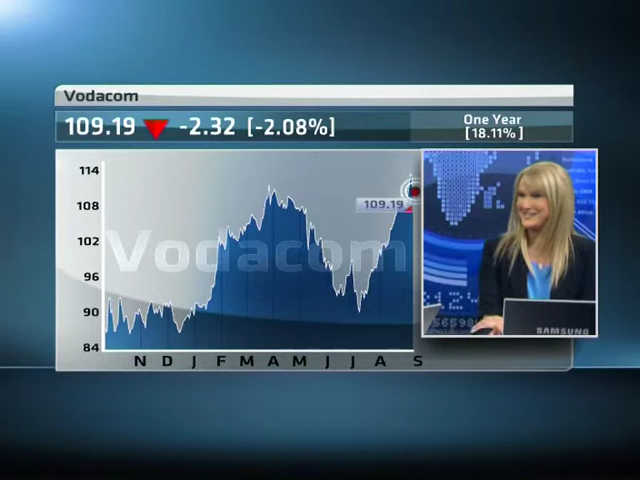 Vodacom
109.19 -2.32 [-2.08%]
One Year
[18.11%]
114
108
102
96
90
84
109.19
Vodacom
N D J F M A M J J A S
SAMSUNG